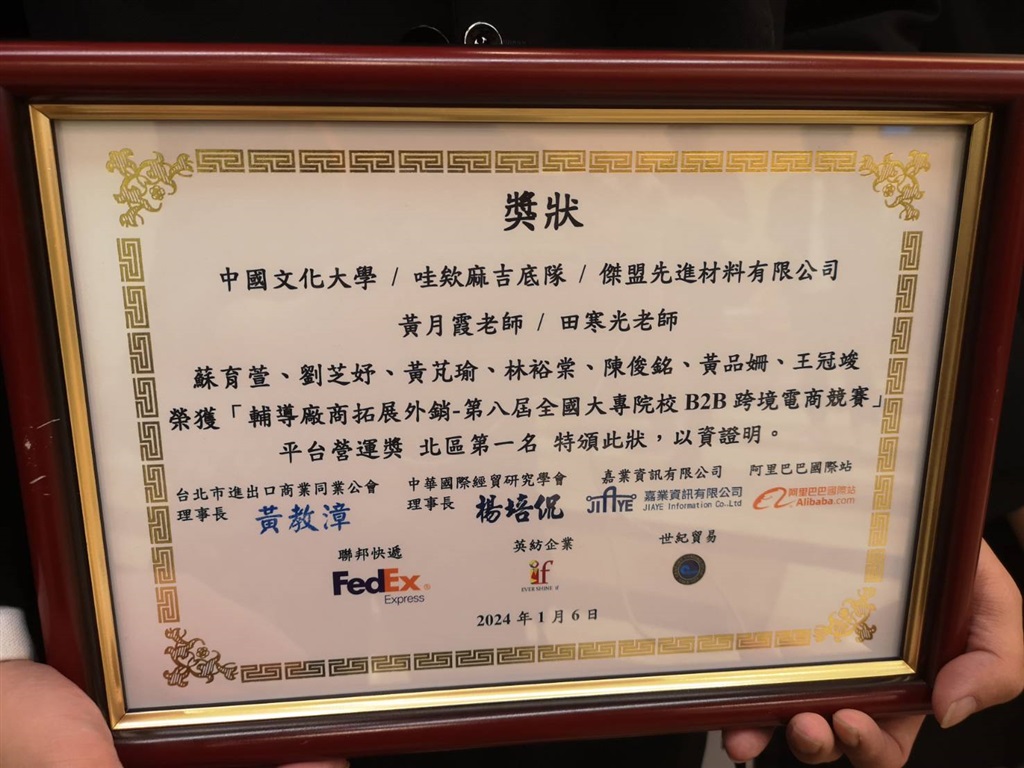 獎狀
中國文化大學 / 哇欸麻吉底隊 / 傑盟先進材料有限公司
黃月霞老師 / 田寒光老師
蘇育萱、劉芝妤、黃芃瑜、林裕棠、陳俊銘、黃品姍、王冠竣
榮獲「輔導廠商拓展外銷-第八屆全國大專院校 B2B 跨境電商競賽」
平台營運獎 北區第一名 特頒此狀，以資證明。
台北市進出口商業同業公會
理事長 黃教漳
中華國際經貿研究學會
理事長 楊培侃
嘉業資訊有限公司
JIAYE 嘉業資訊有限公司
JIAYE Information Co.,Ltd
阿里巴巴國際站
阿里巴巴國際站
Alibaba.com
聯邦快遞
FedEx
Express
英紡企業
if
EVER SHINE if
世紀貿易
2024 年 1 月 6 日